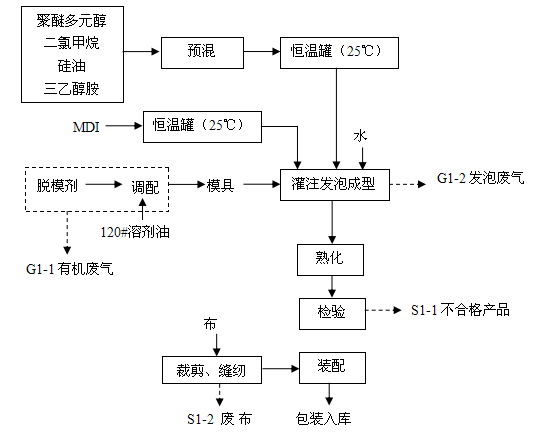 聚醚多元醇
二氯甲烷
硅油
三乙醇胺
预混
恒温罐（25℃）
MDI
恒温罐（25℃）
水
脱模剂
调配
模具
灌注发泡成型
G1-2发泡废气
120#溶剂油
G1-1有机废气
熟化
检验
S1-1不合格产品
布
裁剪、缝纫
装配
S1-2 废 布
包装入库